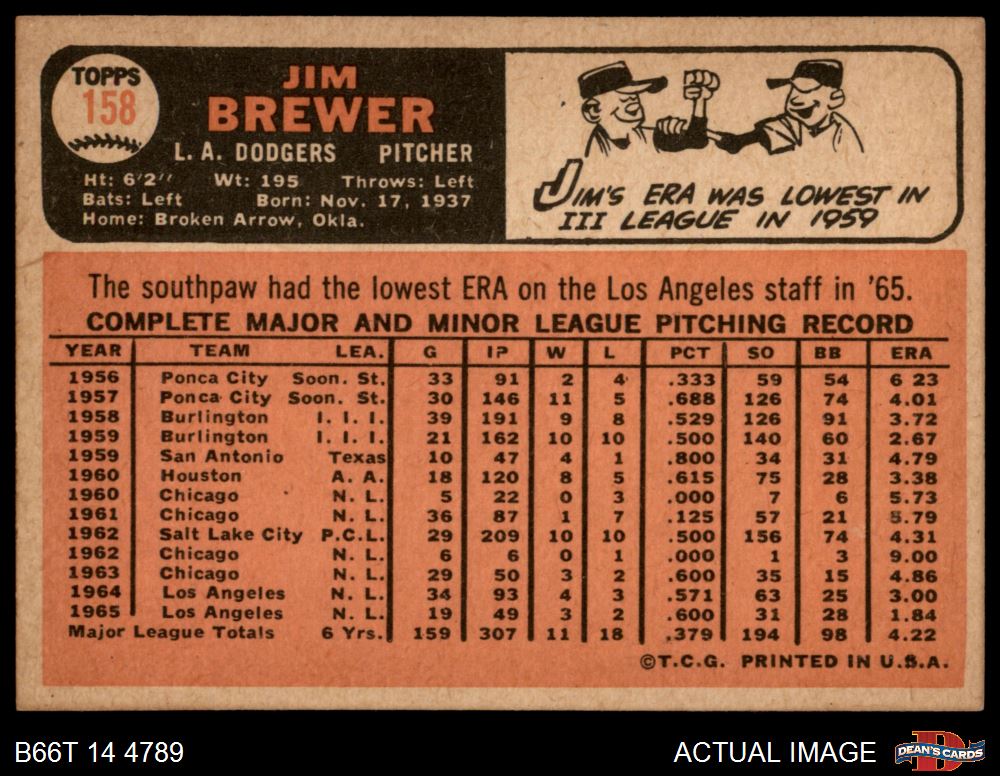 TOPPS
158
JIM
BREWER
L. A. DODGERS PITCHER
Ht: 6'2" Wt: 195 Throws: Left
Bats: Left Born: Nov. 17, 1937
Home: Broken Arrow, Okla.
JIM'S ERA WAS LOWEST IN
III LEAGUE IN 1959
The southpaw had the lowest ERA on the Los Angeles staff in '65.
COMPLETE MAJOR AND MINOR LEAGUE PITCHING RECORD
YEAR TEAM LEA. G IP W L PCT SO BB ERA
1956 Ponca City Soon. St. 33 91 2 4 .333 59 54 6 23
1957 Ponca City Soon. St. 30 146 11 5 .688 126 74 4.01
1958 Burlington I. I. I. 39 191 9 8 .529 126 91 3.72
1959 Burlington I. I. I. 21 162 10 10 .500 140 60 2.67
1959 San Antonio Texas 10 47 4 1 .800 34 31 4.79
1960 Houston A. A. 18 120 8 5 .615 75 28 3.38
1960 Chicago N. L. 5 22 0 3 .000 7 6 5.73
1961 Chicago N. L. 36 87 1 7 .125 57 21 5.79
1962 Salt Lake City P.C.L. 29 209 10 10 .500 156 74 4.31
1962 Chicago N. L. 6 6 0 1 .000 1 3 9.00
1963 Chicago N. L. 29 50 3 2 .600 35 15 4.86
1964 Los Angeles N. L. 34 93 4 3 .571 63 25 3.00
1965 Los Angeles N. L. 19 49 3 2 .600 31 28 1.84
Major League Totals 6 Yrs. 159 307 11 18 .379 194 98 4.22
©T.C.G. PRINTED IN U.S.A.
B66T 14 4789 ACTUAL IMAGE DEAN'S CARDS